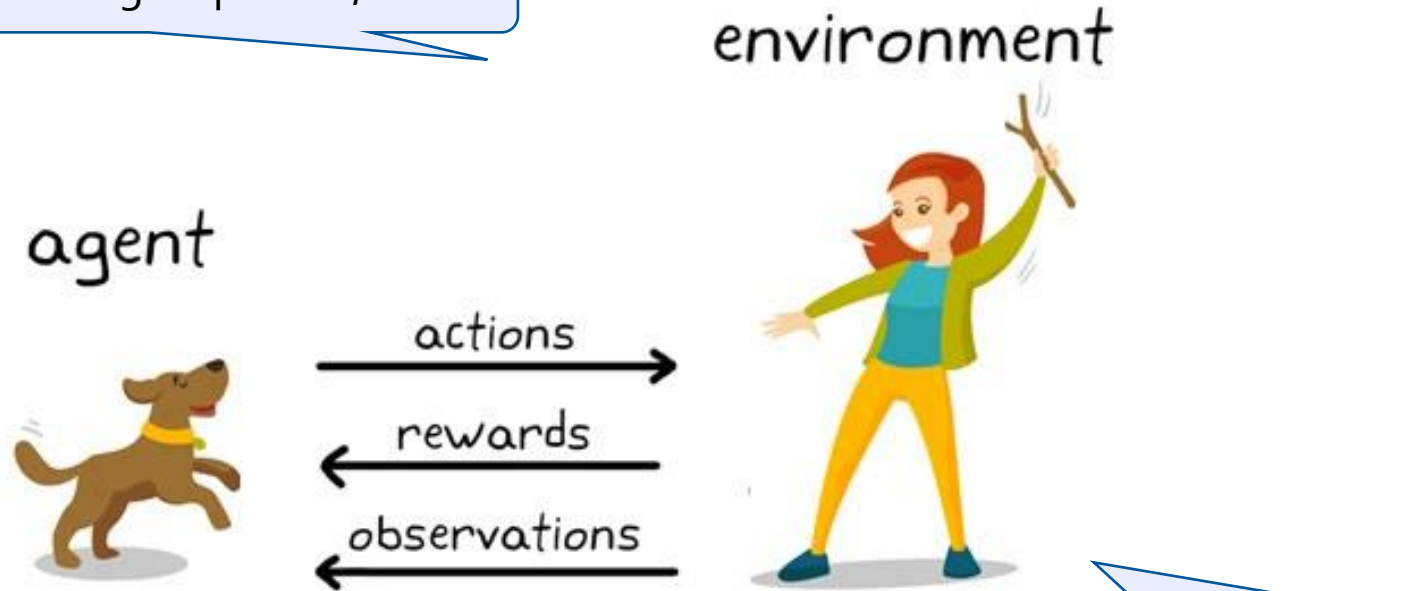 environment
agent
actions
rewards
observations